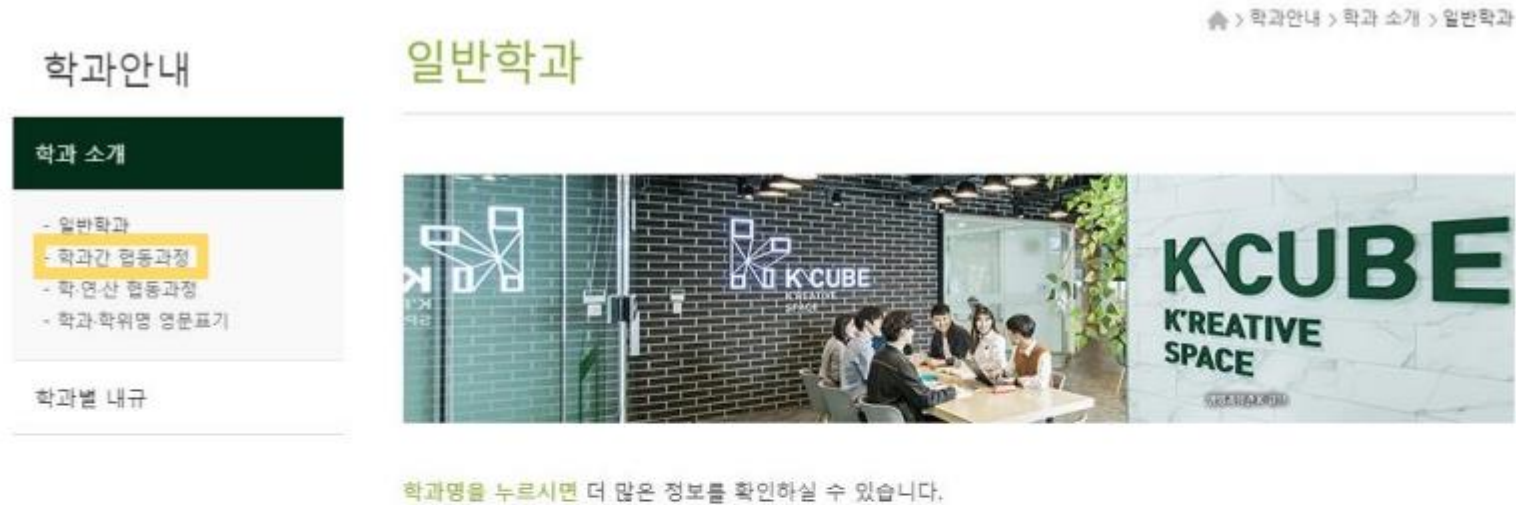 학과안내 > 학과 소개 > 일반학과
학과안내
일반학과
학과 소개
- 일반학과
- 학과간 협동과정
- 학·연·산 협동과정
- 학과·학위명 영문표기
학과별 내규
K CUBE
K'REATIVE
SPACE
K CUBE
K'REATIVE
SPACE
학과명을 누르시면 더 많은 정보를 확인하실 수 있습니다.